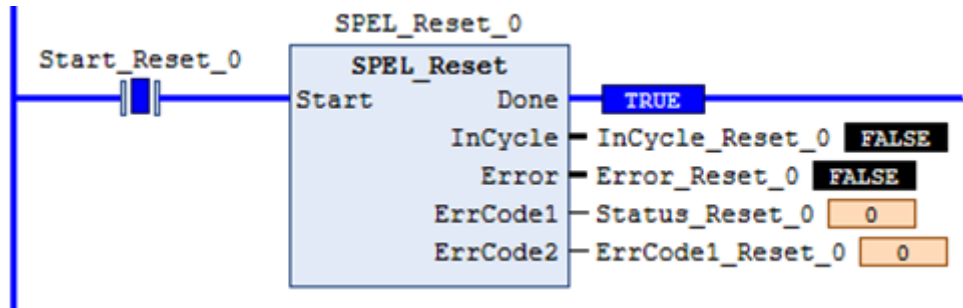 SPEL_Reset_0
Start_Reset_0
SPEL_Reset
Start Done TRUE
InCycle InCycle_Reset_0 FALSE
Error Error_Reset_0 FALSE
ErrCode1 Status_Reset_0 0
ErrCode2 ErrCode1_Reset_0 0